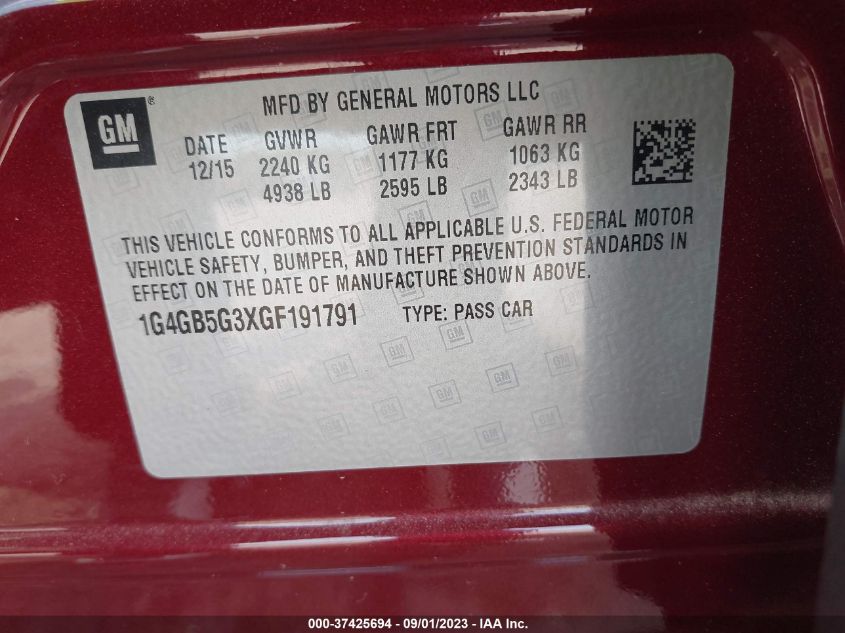 GM ®
MFD BY GENERAL MOTORS LLC
DATE GVWR GAWR FRT GAWR RR
12/15 2240 KG 1177 KG 1063 KG
4938 LB 2595 LB 2343 LB
THIS VEHICLE CONFORMS TO ALL APPLICABLE U.S. FEDERAL MOTOR
VEHICLE SAFETY, BUMPER, AND THEFT PREVENTION STANDARDS IN
EFFECT ON THE DATE OF MANUFACTURE SHOWN ABOVE.
1G4GB5G3XGF191791 TYPE: PASS CAR
000-37425694 - 09/01/2023 - IAA Inc.